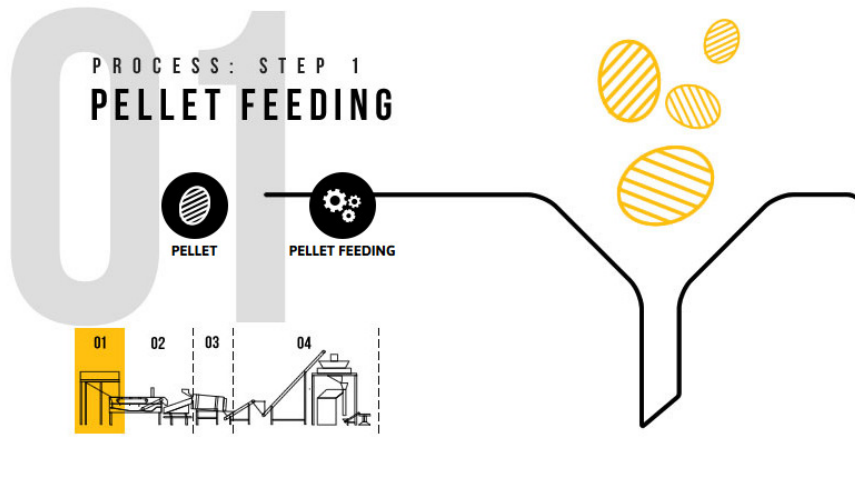 01
PROCESS: STEP 1
PELLET FEEDING
PELLET
PELLET FEEDING
01
02
03
04